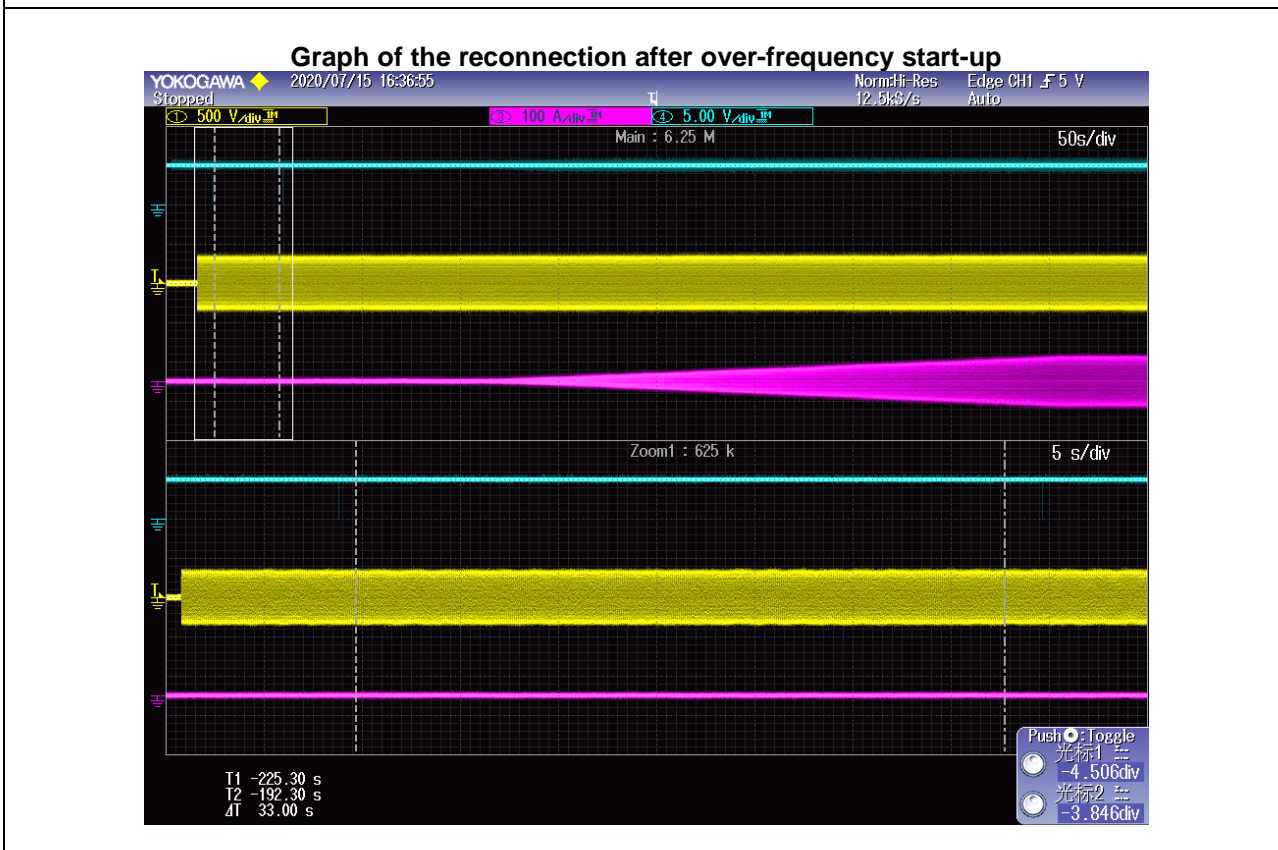 Graph of the reconnection after over-frequency start-up
YOKOGAWA 2020/07/15 16:36:55 Norm:Hi-Res Edge CH1 5 V
Stopped 12.5kS/s Auto
1 500 V/div 1M 3 100 A/div 1M 4 5.00 V/div 1M
Main : 6.25 M 50s/div
Zoom1 : 625 k 5 s/div
Push :Toggle
光标1
-4.506div
光标2
-3.846div
T1 -225.30 s
T2 -192.30 s
ΔT 33.00 s